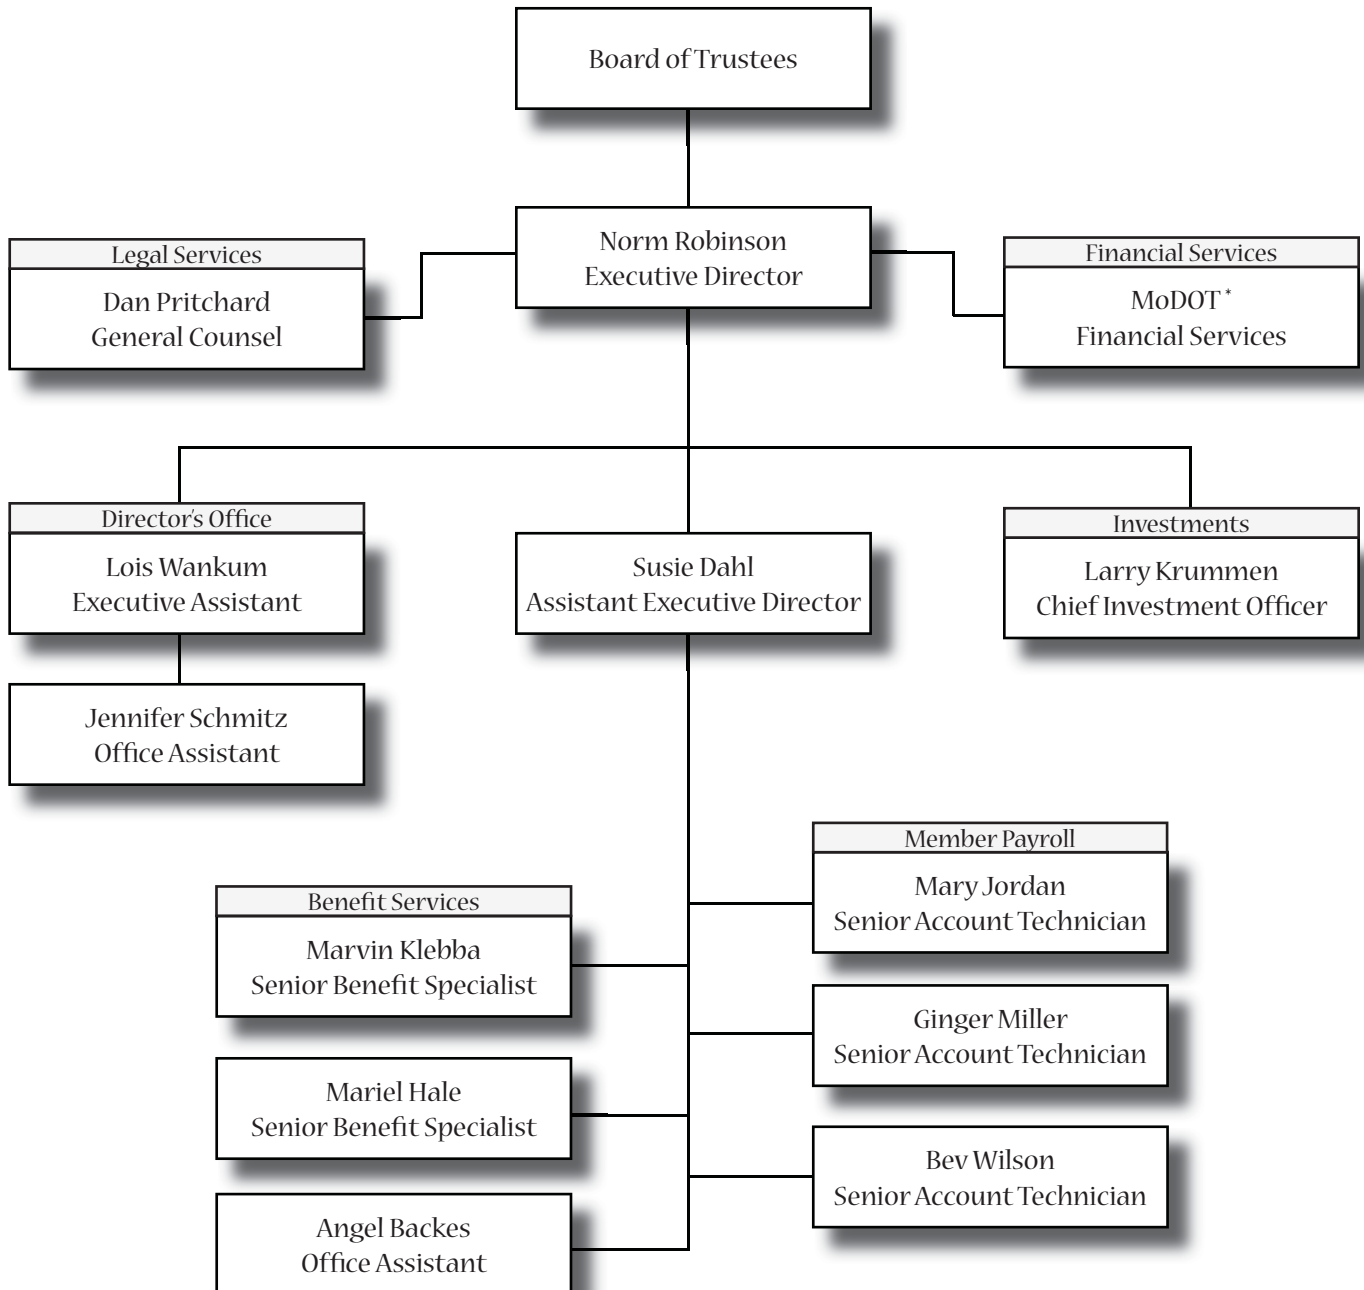 Board of Trustees
Norm Robinson
Executive Director
Legal Services
Dan Pritchard
General Counsel
Financial Services
MoDOT*
Financial Services
Director's Office
Lois Wankum
Executive Assistant
Jennifer Schmitz
Office Assistant
Susie Dahl
Assistant Executive Director
Investments
Larry Krummen
Chief Investment Officer
Benefit Services
Marvin Klebba
Senior Benefit Specialist
Mariel Hale
Senior Benefit Specialist
Angel Backes
Office Assistant
Member Payroll
Mary Jordan
Senior Account Technician
Ginger Miller
Senior Account Technician
Bev Wilson
Senior Account Technician